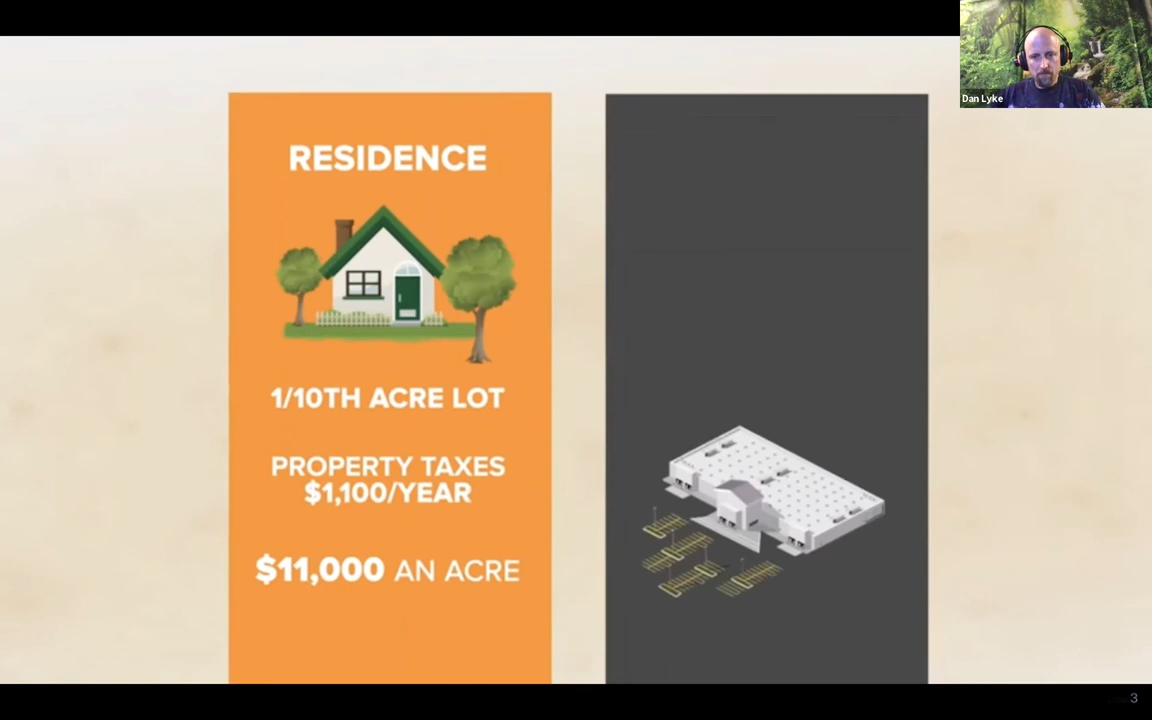 Dan Lyke
RESIDENCE
1/10TH ACRE LOT
PROPERTY TAXES
$1,100/YEAR
$11,000 AN ACRE
3